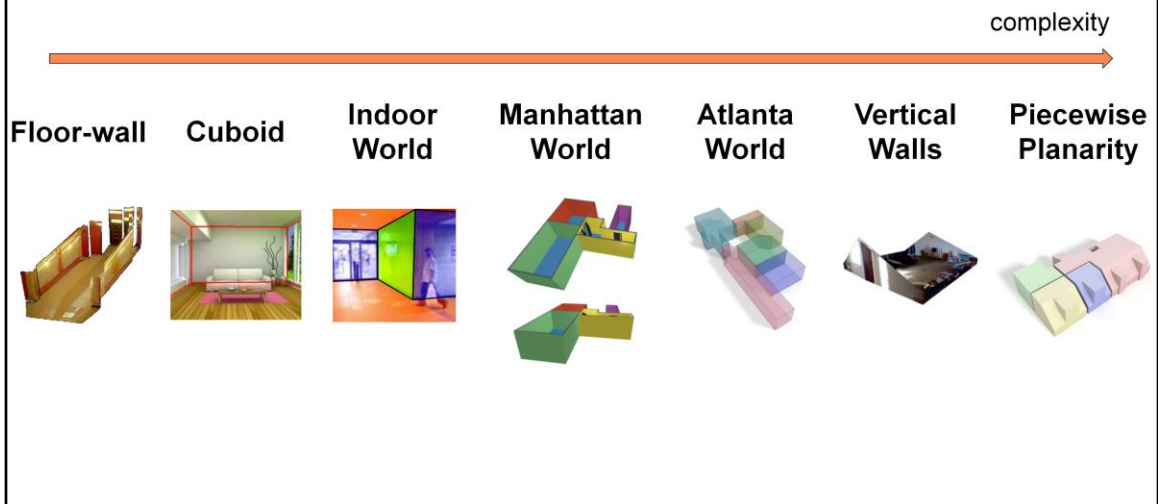 complexity
Floor-wall
Cuboid
Indoor
World
Manhattan
World
Atlanta
World
Vertical
Walls
Piecewise
Planarity